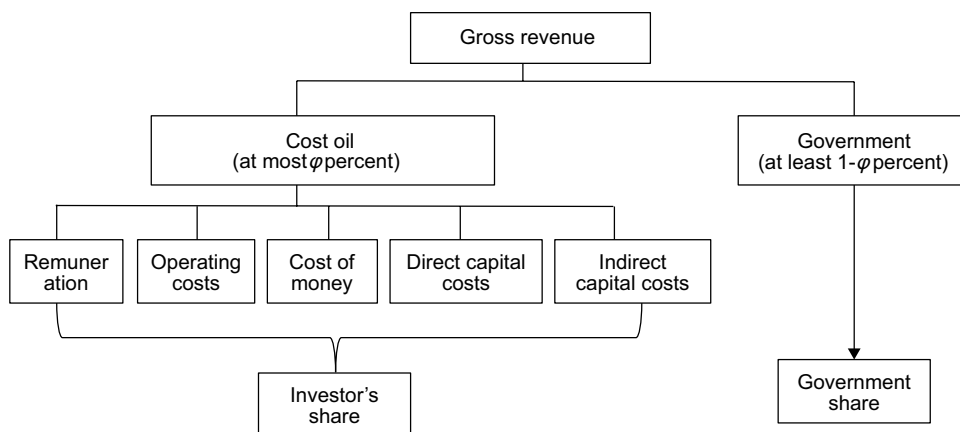 Gross revenue
Cost oil
(at most φ percent)
Government
(at least 1-φ percent)
Remuner
ation
Operating
costs
Cost of
money
Direct capital
costs
Indirect
capital costs
Investor's
share
Government
share